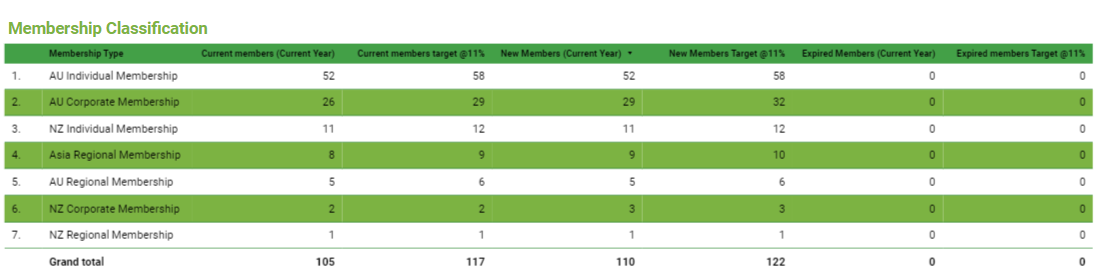 Membership Classification
Membership Type Current members (Current Year) Current members target @11% New Members (Current Year) ▼ New Members Target @11% Expired Members (Current Year) Expired members Target @11%
1. AU Individual Membership 52 58 52 58 0 0
2. AU Corporate Membership 26 29 29 32 0 0
3. NZ Individual Membership 11 12 11 12 0 0
4. Asia Regional Membership 8 9 9 10 0 0
5. AU Regional Membership 5 6 5 6 0 0
6. NZ Corporate Membership 2 2 3 3 0 0
7. NZ Regional Membership 1 1 1 1 0 0
Grand total 105 117 110 122 0 0